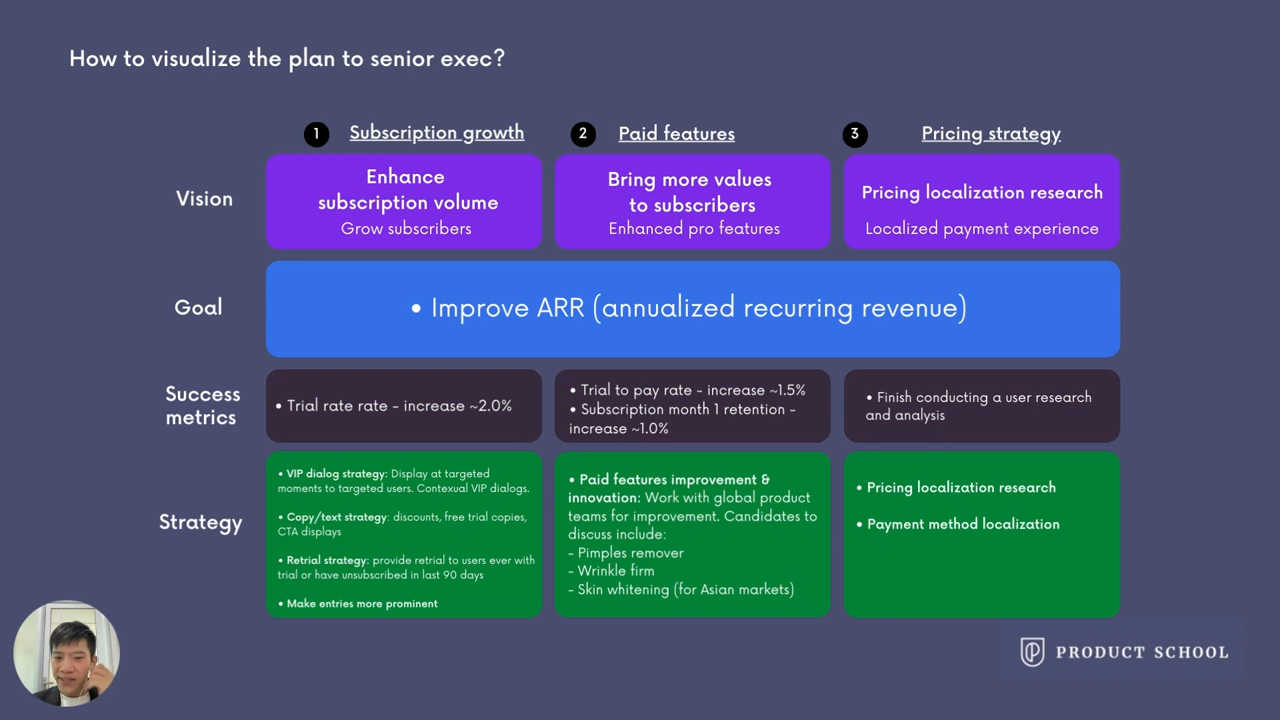 How to visualize the plan to senior exec?
1 Subscription growth
2 Paid features
3 Pricing strategy
Vision
Enhance
subscription volume
Grow subscribers
Bring more values
to subscribers
Enhanced pro features
Pricing localization research
Localized payment experience
Goal
• Improve ARR (annualized recurring revenue)
Success
metrics
• Trial rate rate - increase ~2.0%
• Trial to pay rate - increase ~1.5%
• Subscription month 1 retention -
increase ~1.0%
• Finish conducting a user research
and analysis
Strategy
• VIP dialog strategy: Display at targeted
moments to targeted users. Contexual VIP dialogs.
• Copy/text strategy: discounts, free trial copies,
CTA displays
• Retrial strategy: provide retrial to users ever with
trial or have unsubscribed in last 90 days
• Make entries more prominent
• Paid features improvement &
innovation: Work with global product
teams for improvement. Candidates to
discuss include:
- Pimples remover
- Wrinkle firm
- Skin whitening (for Asian markets)
• Pricing localization research
• Payment method localization
PRODUCT SCHOOL